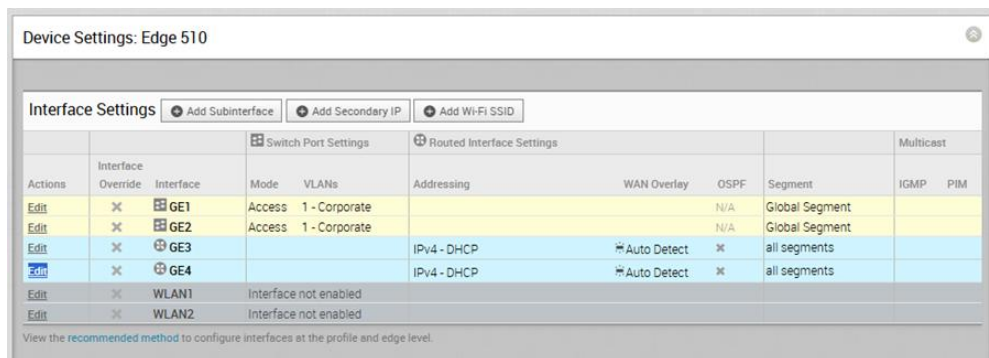 Device Settings: Edge 510
Interface Settings Add Subinterface Add Secondary IP Add Wi-Fi SSID
Switch Port Settings Routed Interface Settings Multicast
Actions Interface Override Interface Mode VLANs Addressing WAN Overlay OSPF Segment IGMP PIM
Edit GE1 Access 1 - Corporate N/A Global Segment
Edit GE2 Access 1 - Corporate N/A Global Segment
Edit GE3 IPv4 - DHCP Auto Detect all segments
Edit GE4 IPv4 - DHCP Auto Detect all segments
Edit WLAN1 Interface not enabled
Edit WLAN2 Interface not enabled
View the recommended method to configure interfaces at the profile and edge level.